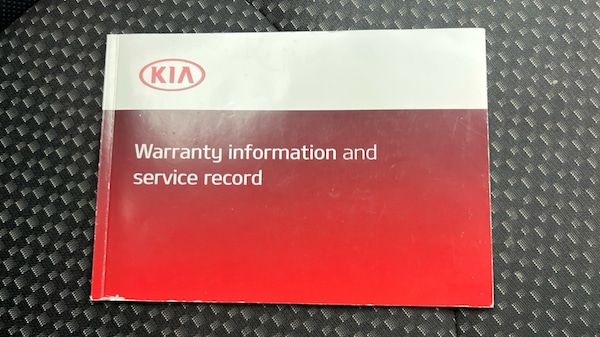 KIA
Warranty information and
service record